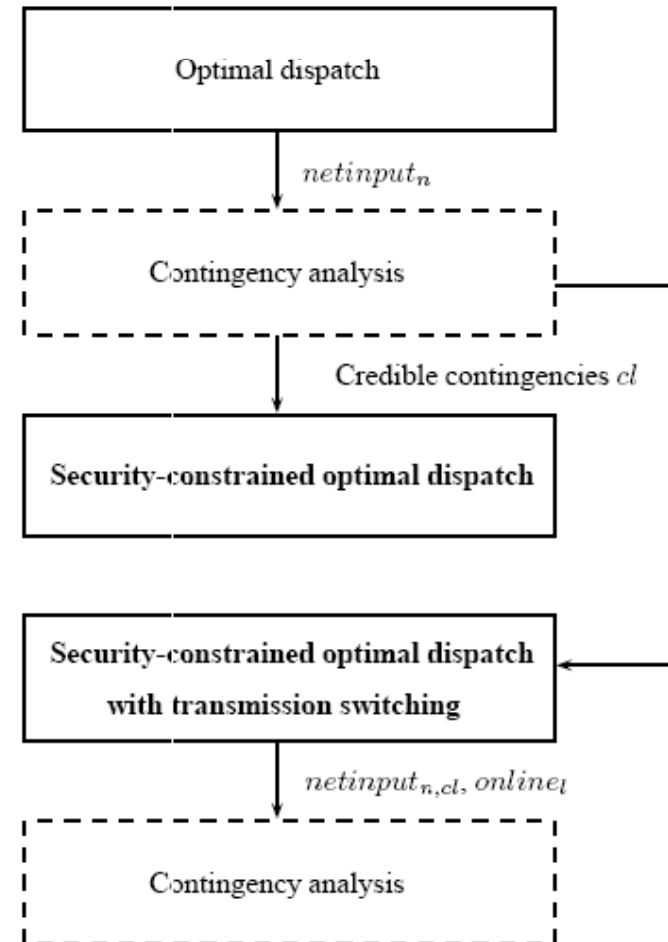 Optimal dispatch
netinput_n
Contingency analysis
Credible contingencies cl
Security-constrained optimal dispatch
Security-constrained optimal dispatch
with transmission switching
netinput_{n,cl}, online_l
Contingency analysis